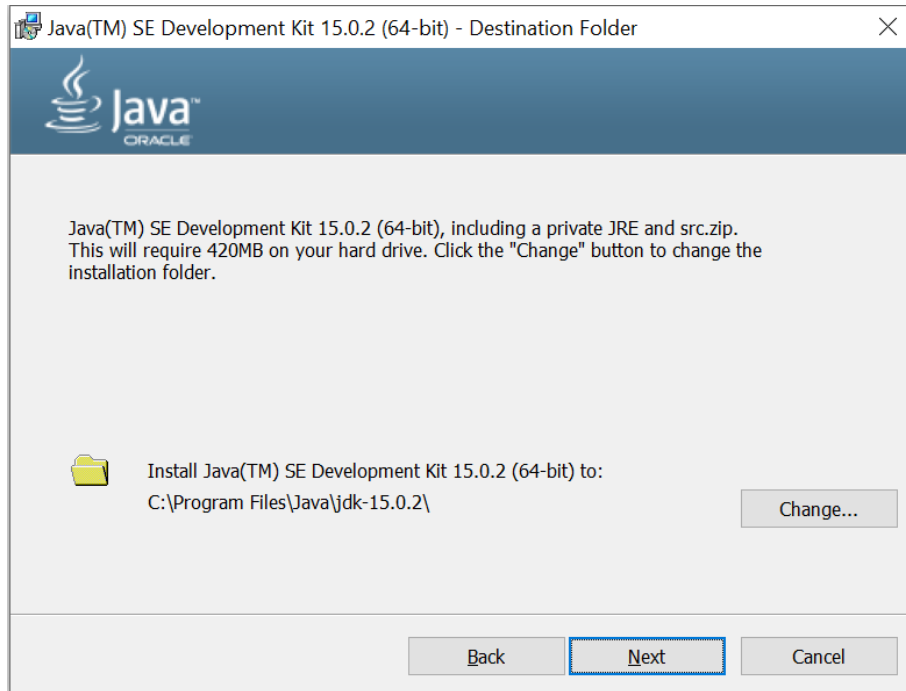 Java(TM) SE Development Kit 15.0.2 (64-bit) - Destination Folder
Java™
ORACLE
Java(TM) SE Development Kit 15.0.2 (64-bit), including a private JRE and src.zip.
This will require 420MB on your hard drive. Click the "Change" button to change the
installation folder.
Install Java(TM) SE Development Kit 15.0.2 (64-bit) to:
C:\Program Files\Java\jdk-15.0.2\
Change...
Back
Next
Cancel